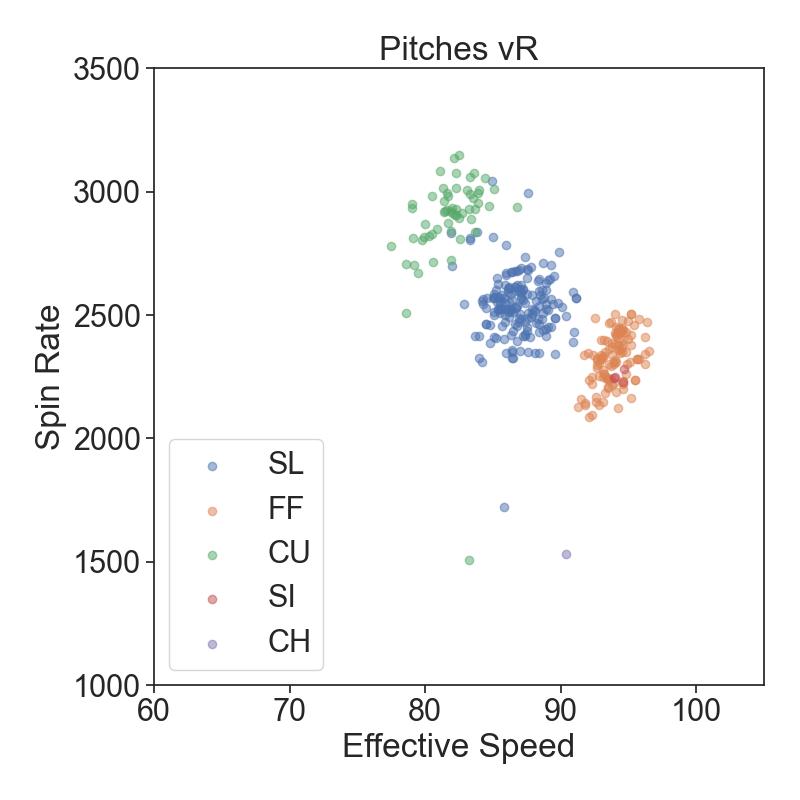 Pitches vR
3500
3000
2500
2000
1500
1000
Spin Rate
SL
FF
CU
SI
CH
60 70 80 90 100
Effective Speed